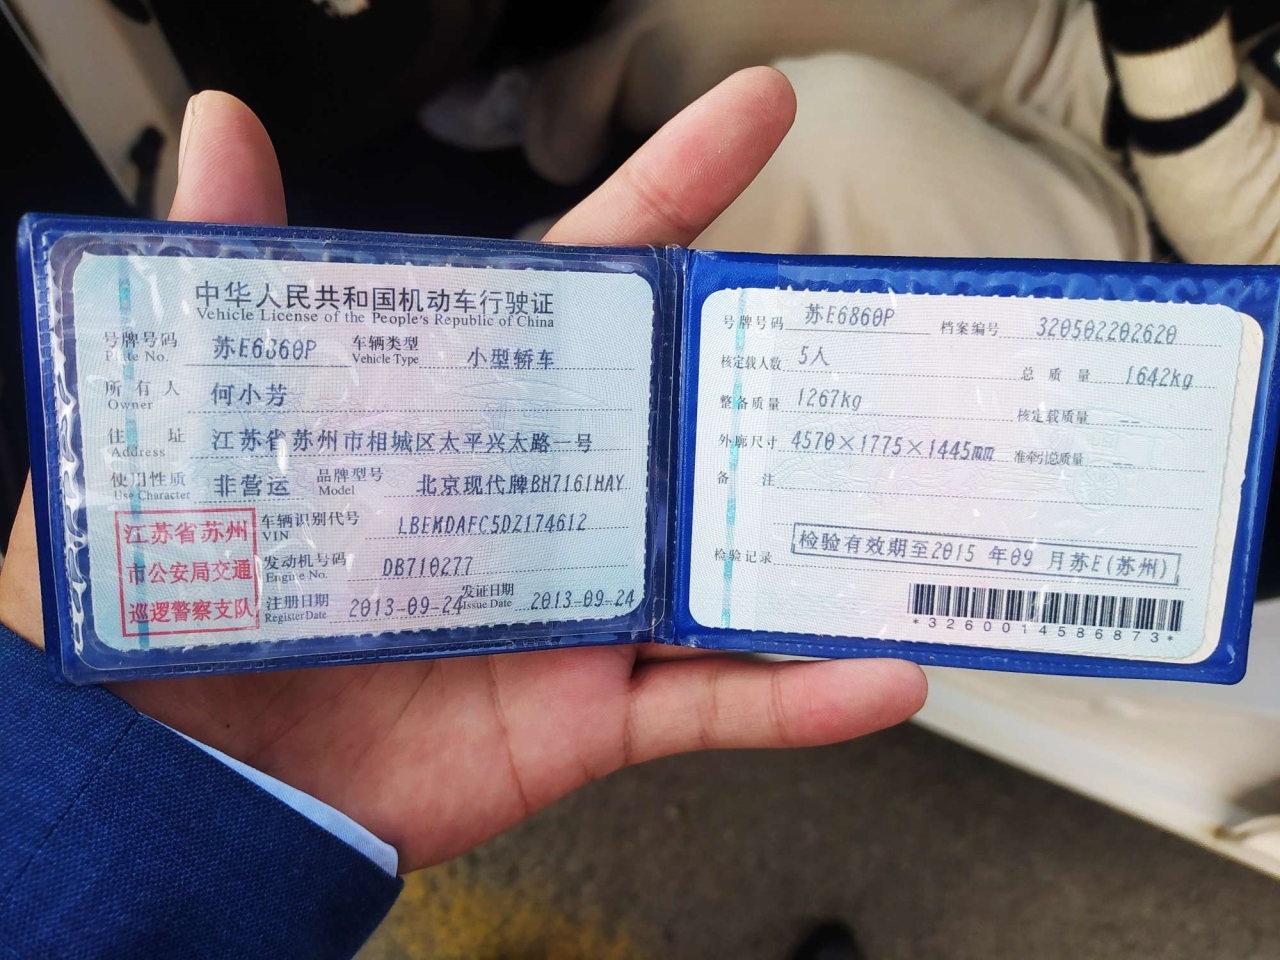 中华人民共和国机动车行驶证
Vehicle License of the People's Republic of China
号牌号码 Plate No. 苏E6860P 车辆类型 Vehicle Type 小型轿车
所有人 Owner 何小芳
住址 Address 江苏省苏州市相城区太平兴太路一号
使用性质 Use Character 非营运 品牌型号 Model 北京现代牌BH7161HAY
江苏省苏州
市公安局交通
巡逻警察支队
车辆识别代号 VIN LBEMDAFC5DZ174612
发动机号码 Engine No. DB710277
注册日期 Register Date 2013-09-24 发证日期 Issue Date 2013-09-24
号牌号码 苏E6860P 档案编号 320502202620
核定载人数 5人 总质量 1642kg
整备质量 1267kg 核定载质量 --
外廓尺寸 4570×1775×1445mm 准牵引总质量 --
备注
检验记录 检验有效期至2015 年09 月苏E(苏州)
*3260014586873*